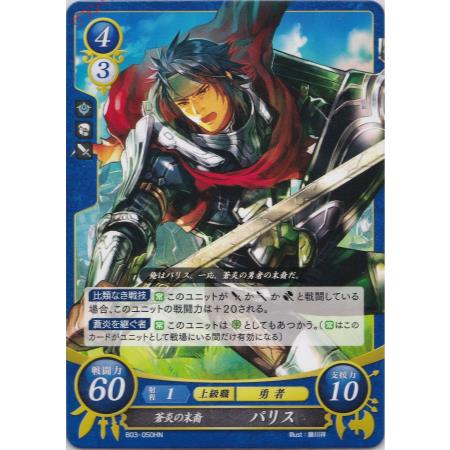 4
3
俺はパリス。一応、蒼炎の勇者の末裔だ。
比類なき戦技 常 このユニットが か か と戦闘している
場合、このユニットの戦闘力は+20される。
蒼炎を継ぐ者 常 このユニットは としてもあつかう。(常はこの
カードがユニットとして戦場にいる間だけ有効になる)
戦闘力
60
射程 1 上級職 勇者
支援力
10
蒼炎の末裔 パリス
B03-050HN
Illust: